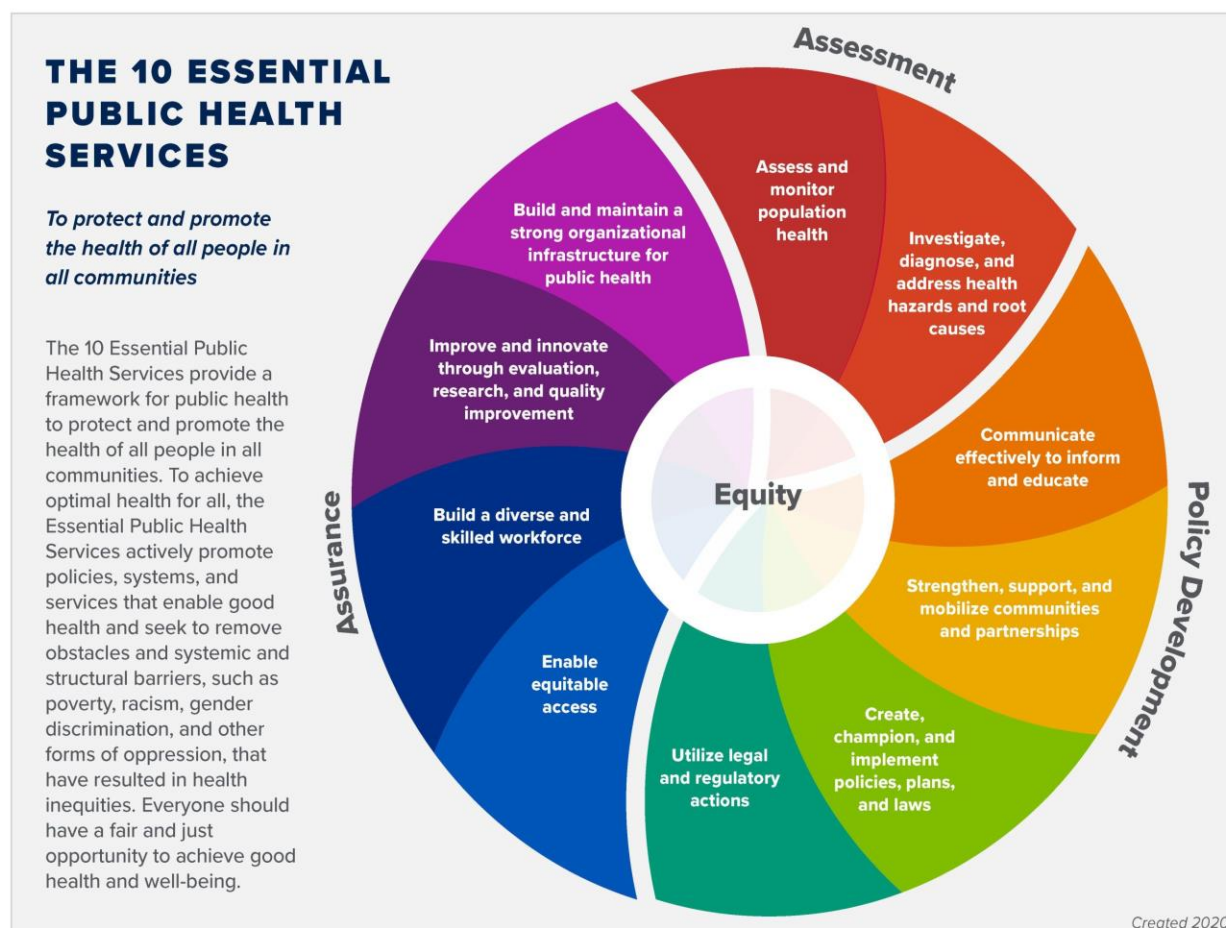 THE 10 ESSENTIAL
PUBLIC HEALTH
SERVICES
To protect and promote
the health of all people in
all communities
The 10 Essential Public
Health Services provide a
framework for public health
to protect and promote the
health of all people in all
communities. To achieve
optimal health for all, the
Essential Public Health
Services actively promote
policies, systems, and
services that enable good
health and seek to remove
obstacles and systemic and
structural barriers, such as
poverty, racism, gender
discrimination, and other
forms of oppression, that
have resulted in health
inequities. Everyone should
have a fair and just
opportunity to achieve good
health and well-being.
Assessment
Assess and
monitor
population
health
Investigate,
diagnose, and
address health
hazards and root
causes
Policy Development
Communicate
effectively to inform
and educate
Strengthen, support, and
mobilize communities
and partnerships
Create,
champion, and
implement
policies, plans,
and laws
Utilize legal
and regulatory
actions
Assurance
Enable
equitable
access
Build a diverse and
skilled workforce
Improve and innovate
through evaluation,
research, and quality
improvement
Build and maintain a
strong organizational
infrastructure for
public health
Equity
Created 2020